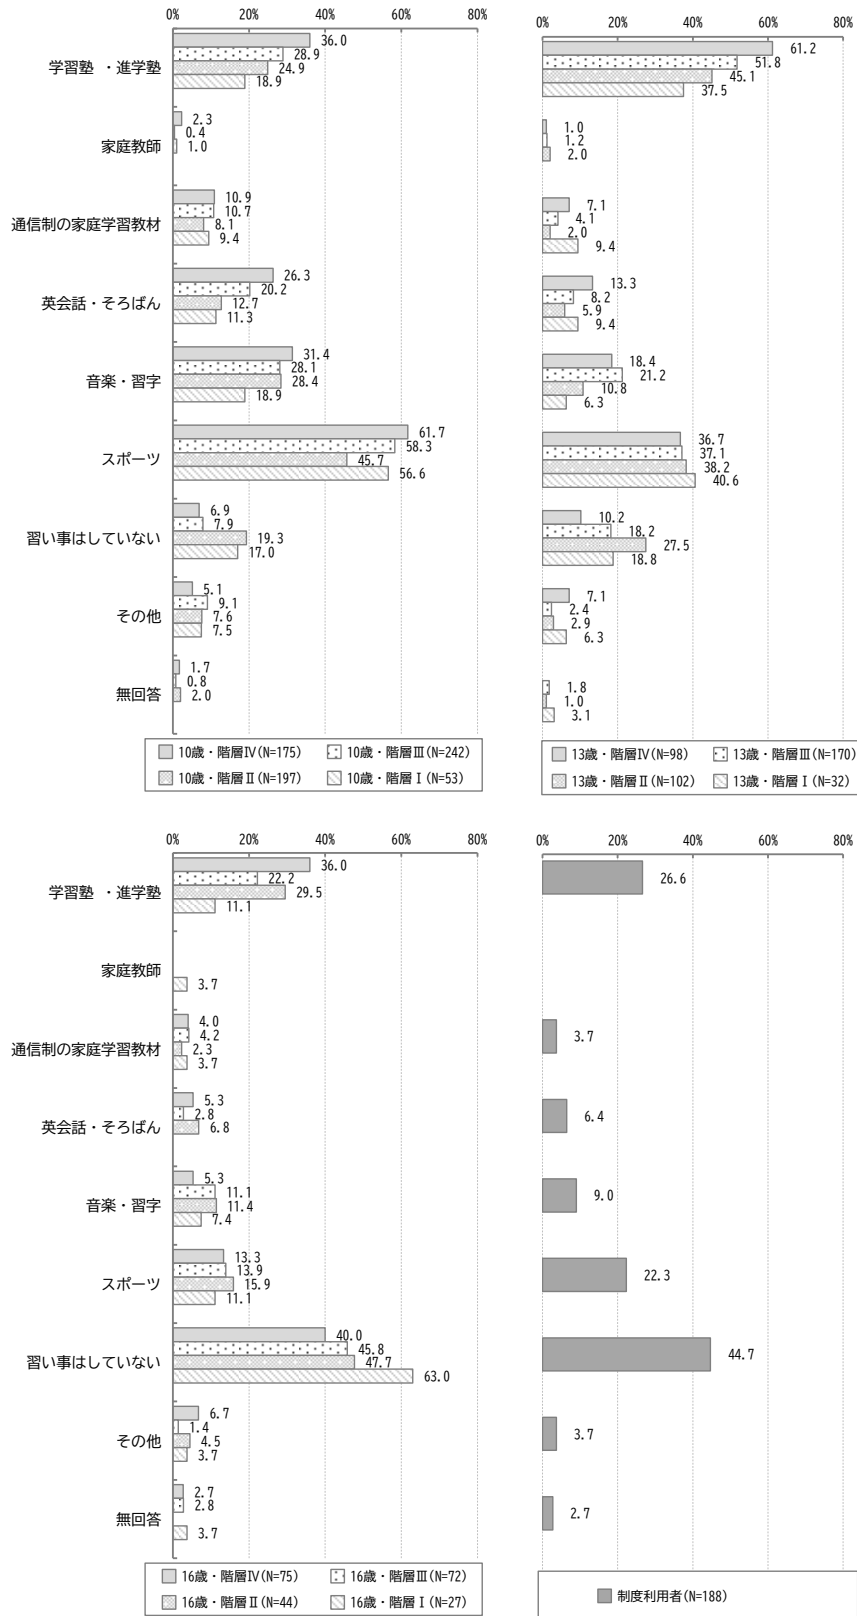 0% 20% 40% 60% 80%
学習塾 ・進学塾 36.0 28.9 24.9 18.9
家庭教師 2.3 0.4 1.0
通信制の家庭学習教材 10.9 10.7 8.1 9.4
英会話・そろばん 26.3 20.2 12.7 11.3
音楽・習字 31.4 28.1 28.4 18.9
スポーツ 61.7 58.3 45.7 56.6
習い事はしていない 6.9 7.9 19.3 17.0
その他 5.1 9.1 7.6 7.5
無回答 1.7 0.8 2.0
10歳・階層Ⅳ(N=175) 10歳・階層Ⅲ(N=242)
10歳・階層Ⅱ(N=197) 10歳・階層Ⅰ(N=53)
0% 20% 40% 60% 80%
61.2 51.8 45.1 37.5
1.0 1.2 2.0
7.1 4.1 2.0 9.4
13.3 8.2 5.9 9.4
18.4 21.2 10.8 6.3
36.7 37.1 38.2 40.6
10.2 18.2 27.5 18.8
7.1 2.4 2.9 6.3
1.8 1.0 3.1
13歳・階層Ⅳ(N=98) 13歳・階層Ⅲ(N=170)
13歳・階層Ⅱ(N=102) 13歳・階層Ⅰ(N=32)
0% 20% 40% 60% 80%
学習塾 ・進学塾 36.0 22.2 29.5 11.1
家庭教師 3.7
通信制の家庭学習教材 4.0 4.2 2.3 3.7
英会話・そろばん 5.3 2.8 6.8
音楽・習字 5.3 11.1 11.4 7.4
スポーツ 13.3 13.9 15.9 11.1
習い事はしていない 40.0 45.8 47.7 63.0
その他 6.7 1.4 4.5 3.7
無回答 2.7 2.8 3.7
16歳・階層Ⅳ(N=75) 16歳・階層Ⅲ(N=72)
16歳・階層Ⅱ(N=44) 16歳・階層Ⅰ(N=27)
0% 20% 40% 60% 80%
26.6
3.7
6.4
9.0
22.3
44.7
3.7
2.7
制度利用者(N=188)